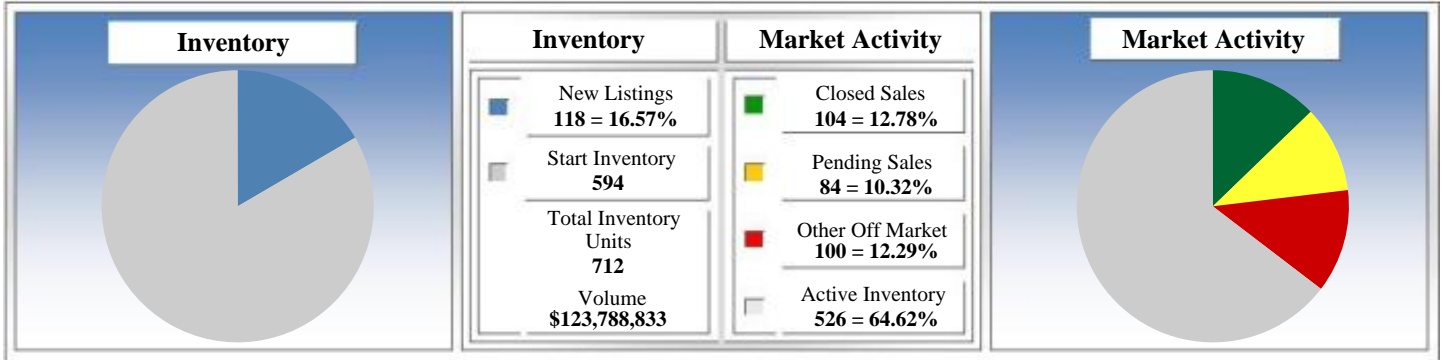 Inventory
Inventory
Market Activity
Market Activity
New Listings
118 = 16.57%
Start Inventory
594
Total Inventory
Units
712
Volume
$123,788,833
Closed Sales
104 = 12.78%
Pending Sales
84 = 10.32%
Other Off Market
100 = 12.29%
Active Inventory
526 = 64.62%